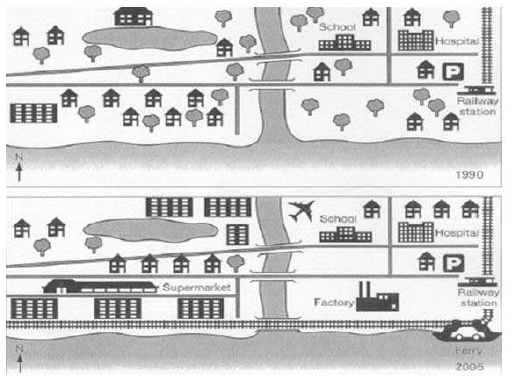 School
Hospital
P
Railway
station
N
1990
School
Hospital
P
Supermarket
Railway
station
Factory
N
Ferry
2005